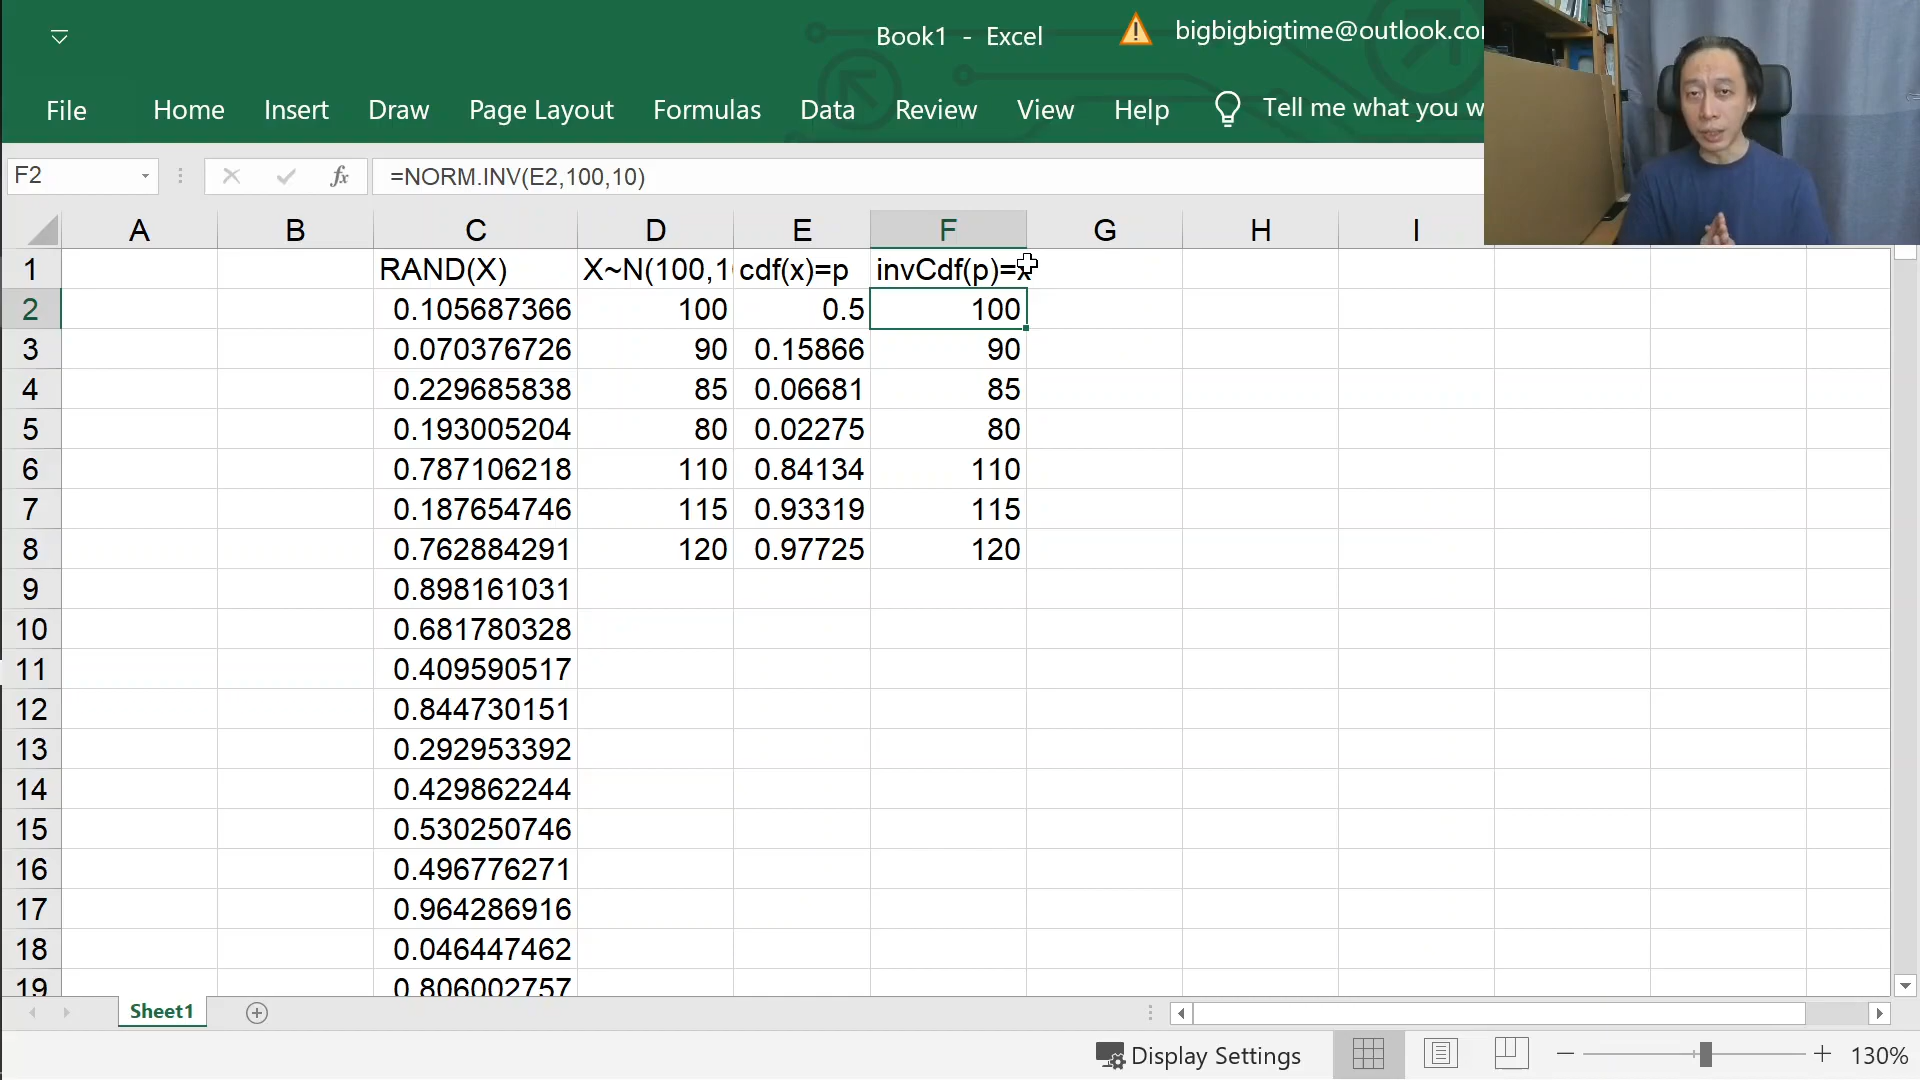 Book1 - Excel
bigbigbigtime@outlook.co
File Home Insert Draw Page Layout Formulas Data Review View Help Tell me what you w
F2 fx =NORM.INV(E2,100,10)
A B C D E F G H I
1 RAND(X) X~N(100,1 cdf(x)=p invCdf(p)=x
2 0.105687366 100 0.5 100
3 0.070376726 90 0.15866 90
4 0.229685838 85 0.06681 85
5 0.193005204 80 0.02275 80
6 0.787106218 110 0.84134 110
7 0.187654746 115 0.93319 115
8 0.762884291 120 0.97725 120
9 0.898161031
10 0.681780328
11 0.409590517
12 0.844730151
13 0.292953392
14 0.429862244
15 0.530250746
16 0.496776271
17 0.964286916
18 0.046447462
19 0.806002757
Sheet1
Display Settings 130%